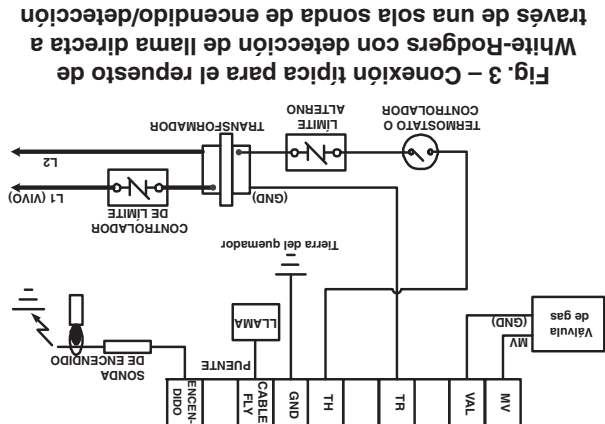 MV
VAL
TR
TH
GND
CABLE
FLY
ENCEN-
DIDO
PUENTE
MV
(GND)
Válvula
de gas
LLAMA
SONDA
DE ENCENDIDO
Tierra del quemador
CONTROLADOR
DE LÍMITE
(GND)
L1 (VIVO)
L2
TERMOSTATO O
CONTROLADOR
LÍMITE
ALTERNO
TRANSFORMADOR
Fig. 3 – Conexión típica para el repuesto de
White-Rodgers con detección de llama directa a
través de una sola sonda de encendido/detección